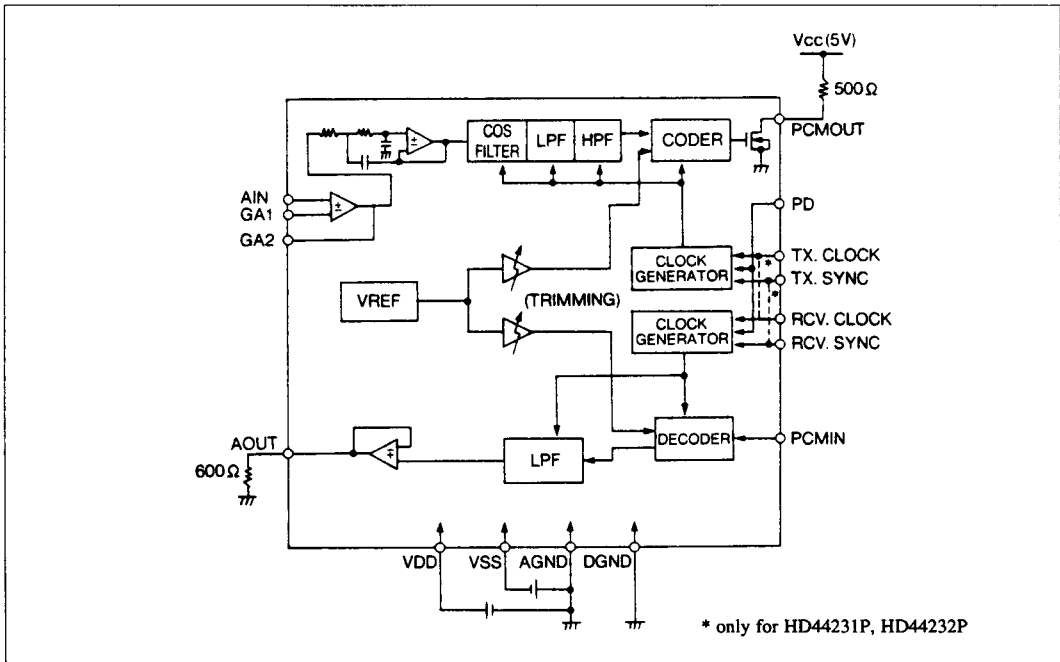 Vcc(5V)
500Ω
PCMOUT
COS
FILTER
LPF
HPF
CODER
±
AIN
GA1
±
GA2
PD
TX. CLOCK
*
TX. SYNC
*
CLOCK
GENERATOR
VREF
(TRIMMING)
CLOCK
GENERATOR
RCV. CLOCK
RCV. SYNC
AOUT
600Ω
∓
LPF
DECODER
PCMIN
VDD
VSS
AGND
DGND
* only for HD44231P, HD44232P